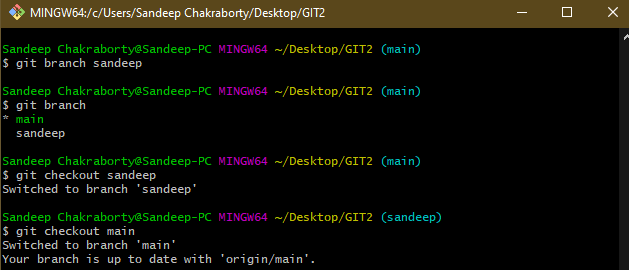 MINGW64:/c/Users/Sandeep Chakraborty/Desktop/GIT2
Sandeep Chakraborty@Sandeep-PC MINGW64 ~/Desktop/GIT2 (main)
$ git branch sandeep
Sandeep Chakraborty@Sandeep-PC MINGW64 ~/Desktop/GIT2 (main)
$ git branch
* main
  sandeep
Sandeep Chakraborty@Sandeep-PC MINGW64 ~/Desktop/GIT2 (main)
$ git checkout sandeep
Switched to branch 'sandeep'
Sandeep Chakraborty@Sandeep-PC MINGW64 ~/Desktop/GIT2 (sandeep)
$ git checkout main
Switched to branch 'main'
Your branch is up to date with 'origin/main'.